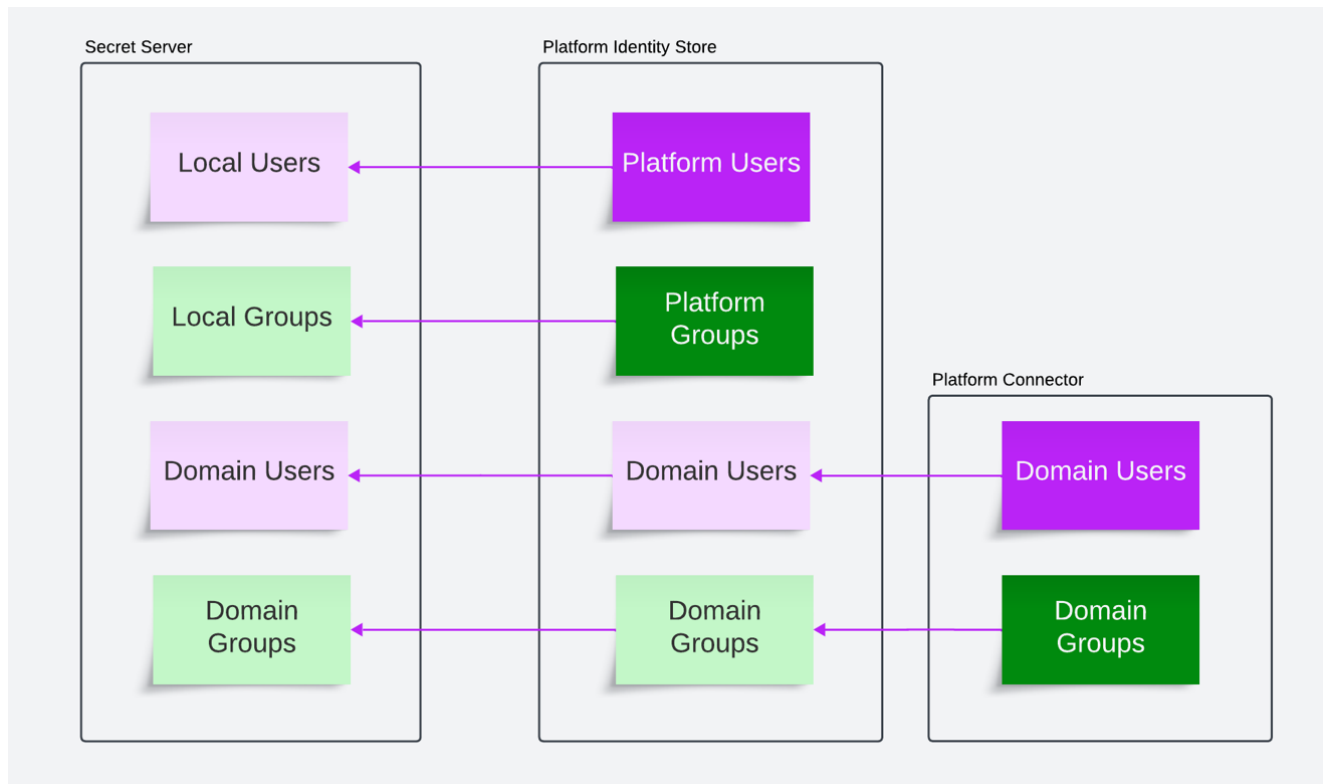 Secret Server
Local Users
Local Groups
Domain Users
Domain
Groups
Platform Identity Store
Platform Users
Platform
Groups
Domain Users
Domain
Groups
Platform Connector
Domain Users
Domain
Groups